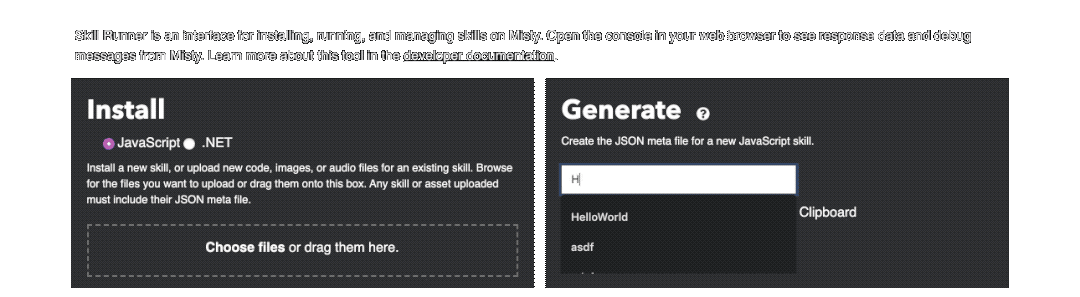 Skill Runner is an interface for installing, running, and managing skills on Misty. Open the console in your web browser to see response data and debug
messages from Misty. Learn more about this tool in the developer documentation.
Install
JavaScript .NET
Install a new skill, or upload new code, images, or audio files for an existing skill. Browse
for the files you want to upload or drag them onto this box. Any skill or asset uploaded
must include their JSON meta file.
Choose files or drag them here.
Generate ?
Create the JSON meta file for a new JavaScript skill.
H
HelloWorld
Clipboard
asdf